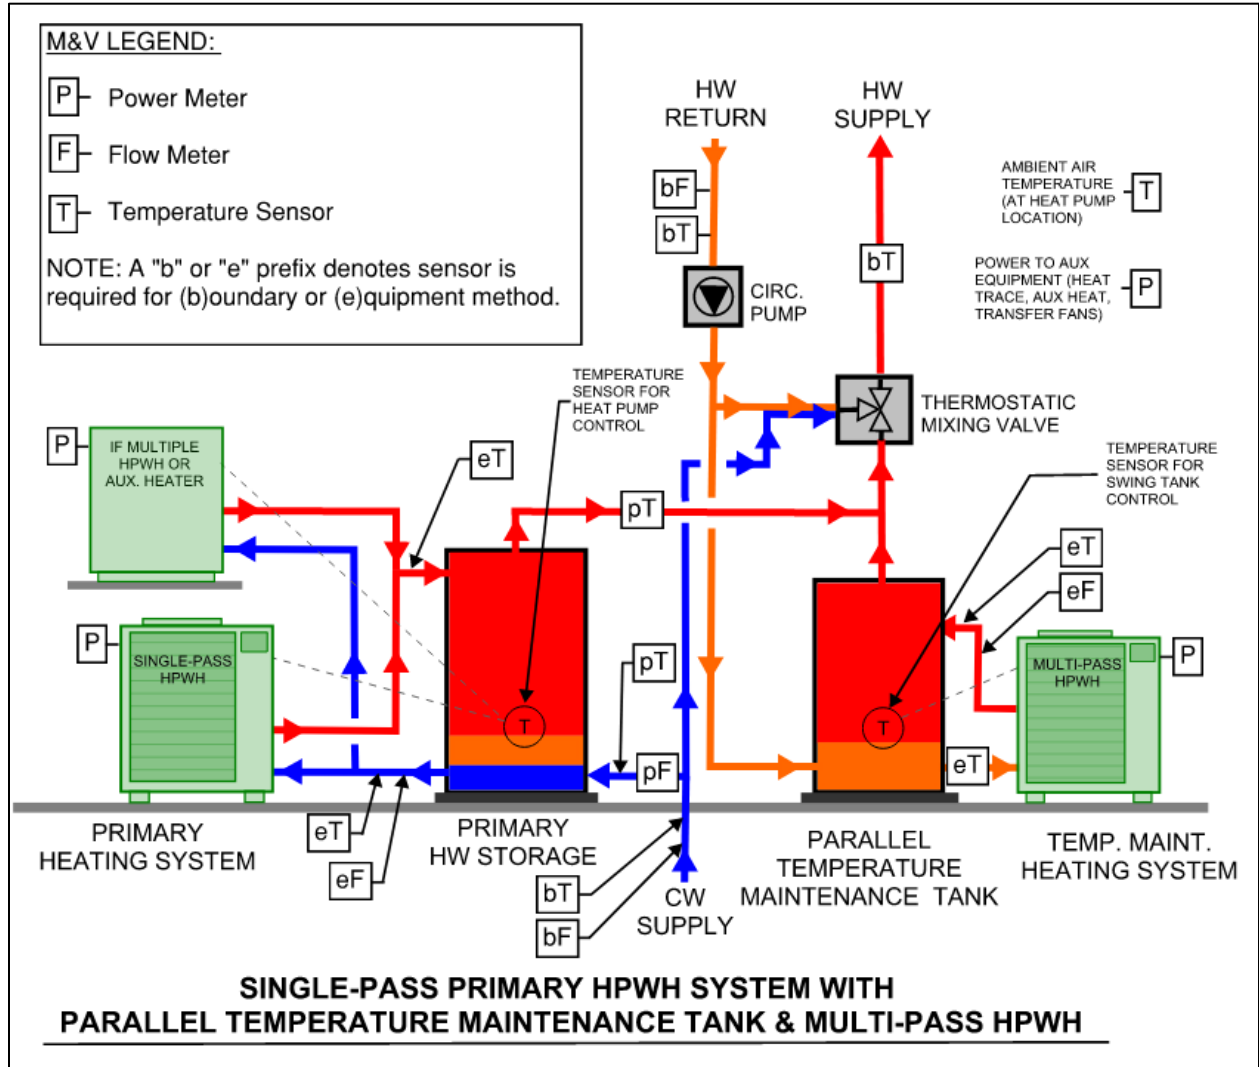 M&V LEGEND:
P Power Meter
F Flow Meter
T Temperature Sensor
NOTE: A "b" or "e" prefix denotes sensor is
required for (b)oundary or (e)quipment method.
HW
RETURN
HW
SUPPLY
bF
bT
bT
CIRC.
PUMP
AMBIENT AIR
TEMPERATURE
(AT HEAT PUMP
LOCATION)
T
POWER TO AUX
EQUIPMENT (HEAT
TRACE, AUX HEAT,
TRANSFER FANS)
P
TEMPERATURE
SENSOR FOR
HEAT PUMP
CONTROL
THERMOSTATIC
MIXING VALVE
TEMPERATURE
SENSOR FOR
SWING TANK
CONTROL
P
IF MULTIPLE
HPWH OR
AUX. HEATER
eT
pT
eT
eF
P
SINGLE-PASS
HPWH
T
pT
pF
T
MULTI-PASS
HPWH
P
eT
PRIMARY
HEATING SYSTEM
eT
eF
PRIMARY
HW STORAGE
bT
bF
CW
SUPPLY
PARALLEL
TEMPERATURE
MAINTENANCE TANK
TEMP. MAINT.
HEATING SYSTEM
SINGLE-PASS PRIMARY HPWH SYSTEM WITH
PARALLEL TEMPERATURE MAINTENANCE TANK & MULTI-PASS HPWH